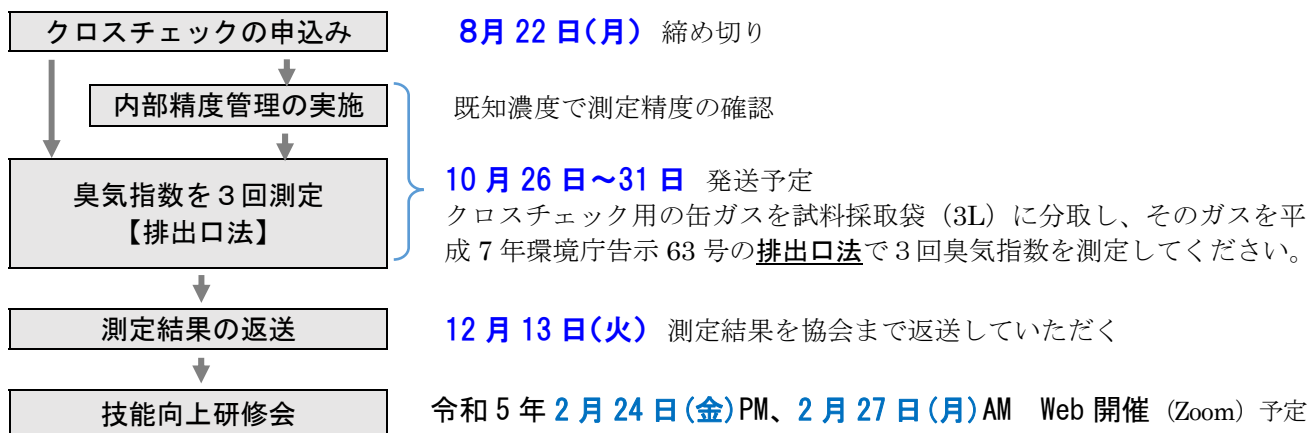 クロスチェックの申込み
８月 22 日(月) 締め切り
内部精度管理の実施
既知濃度で測定精度の確認
臭気指数を３回測定
【排出口法】
10 月 26 日～31 日 発送予定
クロスチェック用の缶ガスを試料採取袋（3L）に分取し、そのガスを平
成 7 年環境庁告示 63 号の排出口法で３回臭気指数を測定してください。
測定結果の返送
12 月 13 日(火) 測定結果を協会まで返送していただく
技能向上研修会
令和 5 年 2 月 24 日(金)PM、2 月 27 日(月)AM Web 開催（Zoom）予定